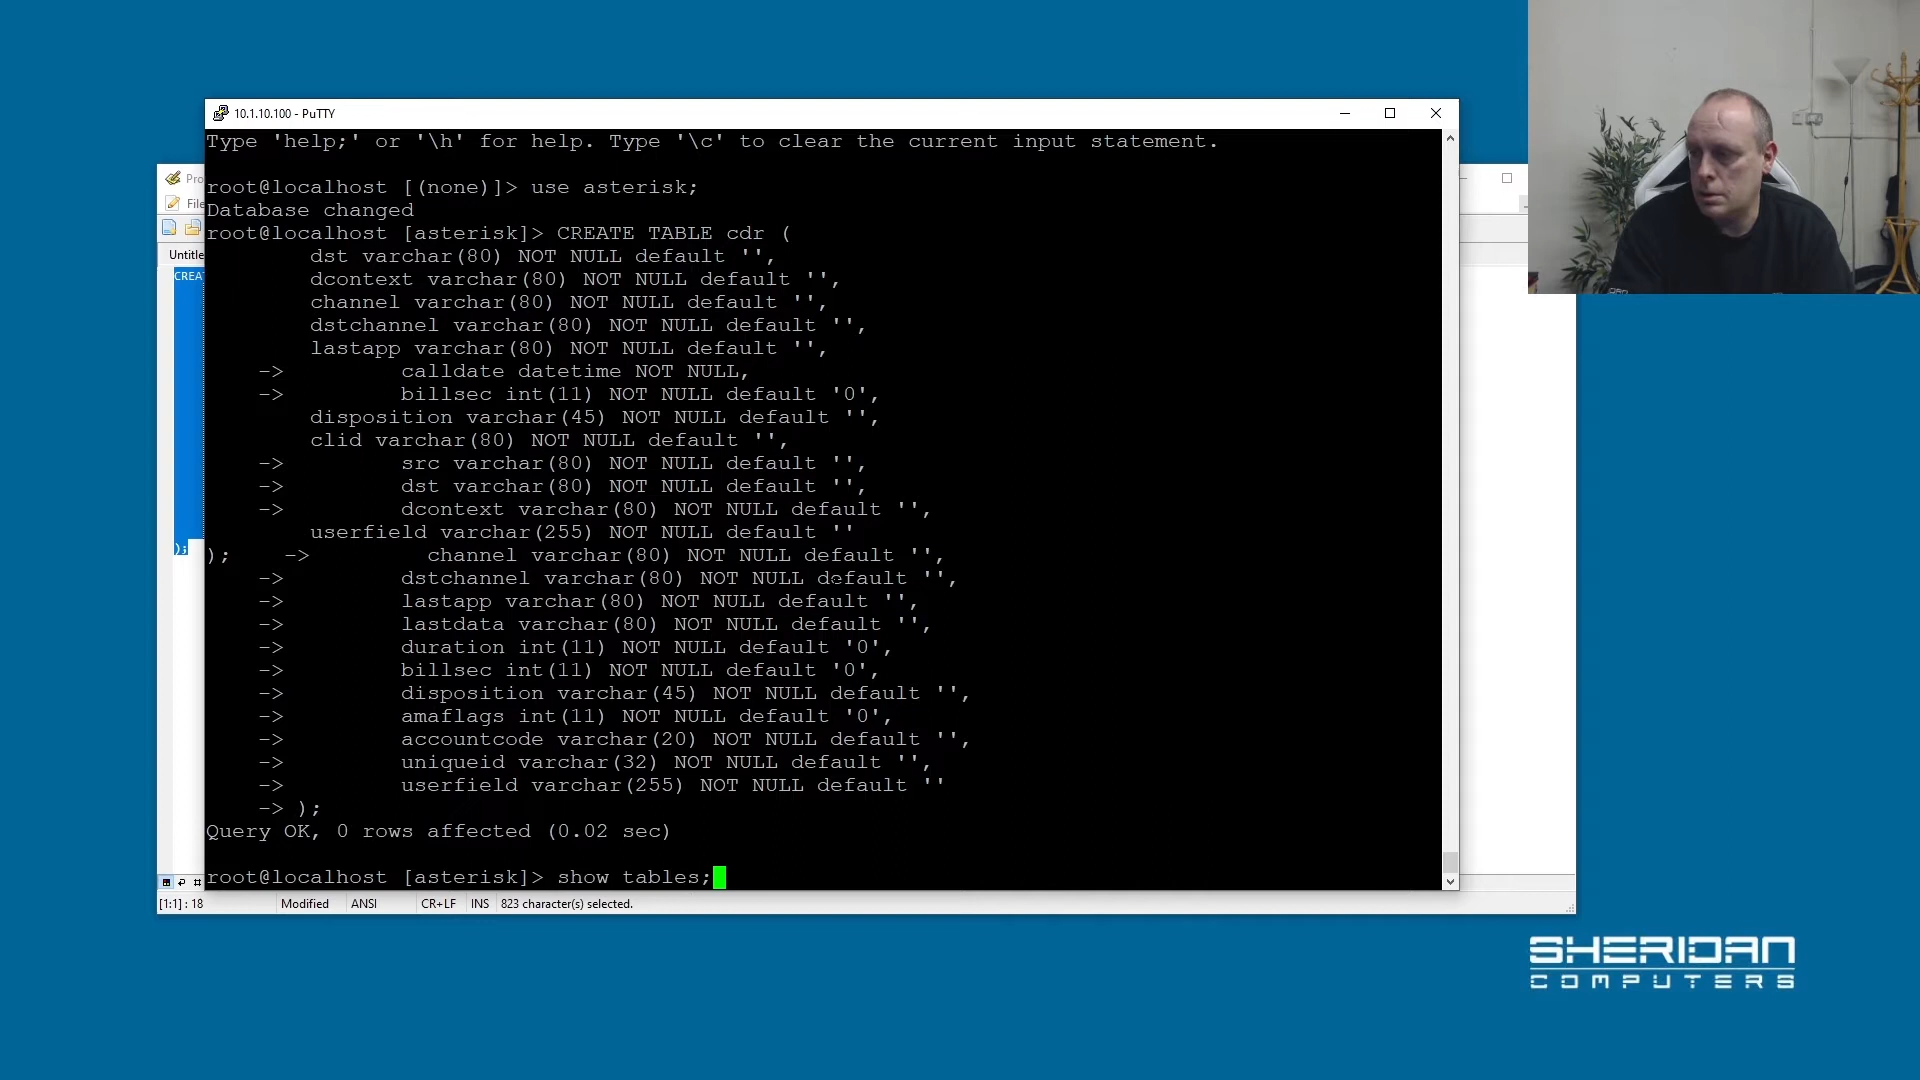 10.1.10.100 - PuTTY
Type 'help;' or '\h' for help. Type '\c' to clear the current input statement.
root@localhost [(none)]> use asterisk;
Database changed
root@localhost [asterisk]> CREATE TABLE cdr (
dst varchar(80) NOT NULL default '',
dcontext varchar(80) NOT NULL default '',
channel varchar(80) NOT NULL default '',
dstchannel varchar(80) NOT NULL default '',
lastapp varchar(80) NOT NULL default '',
-> calldate datetime NOT NULL,
-> billsec int(11) NOT NULL default '0',
disposition varchar(45) NOT NULL default '',
clid varchar(80) NOT NULL default '',
-> src varchar(80) NOT NULL default '',
-> dst varchar(80) NOT NULL default '',
-> dcontext varchar(80) NOT NULL default '',
userfield varchar(255) NOT NULL default ''
); -> channel varchar(80) NOT NULL default '',
-> dstchannel varchar(80) NOT NULL default '',
-> lastapp varchar(80) NOT NULL default '',
-> lastdata varchar(80) NOT NULL default '',
-> duration int(11) NOT NULL default '0',
-> billsec int(11) NOT NULL default '0',
-> disposition varchar(45) NOT NULL default '',
-> amaflags int(11) NOT NULL default '0',
-> accountcode varchar(20) NOT NULL default '',
-> uniqueid varchar(32) NOT NULL default '',
-> userfield varchar(255) NOT NULL default ''
-> );
Query OK, 0 rows affected (0.02 sec)
root@localhost [asterisk]> show tables;
Pro
File
Untitle
CREA
);
[1:1] : 18 Modified ANSI CR+LF INS 823 character(s) selected.
SHERIDAN
COMPUTERS